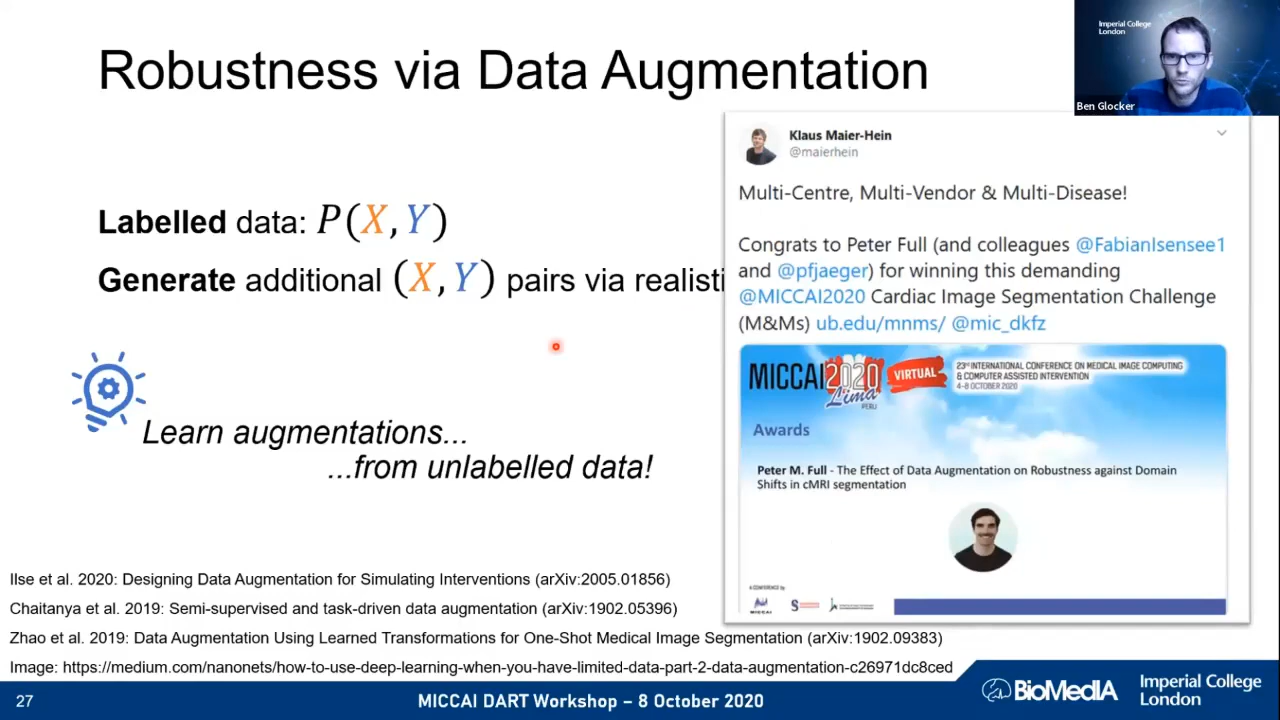 Robustness via Data Augmentation
Imperial College
London
Ben Glocker
Labelled data: P(X, Y)
Generate additional (X, Y) pairs via realisti
Learn augmentations...
...from unlabelled data!
Klaus Maier-Hein
@maierhein
Multi-Centre, Multi-Vendor & Multi-Disease!
Congrats to Peter Full (and colleagues @FabianIsensee1
and @pfjaeger) for winning this demanding
@MICCAI2020 Cardiac Image Segmentation Challenge
(M&Ms) ub.edu/mnms/ @mic_dkfz
MICCAI2020
Lima
PERU
VIRTUAL
23RD INTERNATIONAL CONFERENCE ON MEDICAL IMAGE COMPUTING
& COMPUTER ASSISTED INTERVENTION
4-8 OCTOBER 2020
Awards
Peter M. Full - The Effect of Data Augmentation on Robustness against Domain
Shifts in cMRI segmentation
MICCAI
Ilse et al. 2020: Designing Data Augmentation for Simulating Interventions (arXiv:2005.01856)
Chaitanya et al. 2019: Semi-supervised and task-driven data augmentation (arXiv:1902.05396)
Zhao et al. 2019: Data Augmentation Using Learned Transformations for One-Shot Medical Image Segmentation (arXiv:1902.09383)
Image: https://medium.com/nanonets/how-to-use-deep-learning-when-you-have-limited-data-part-2-data-augmentation-c26971dc8ced
27
MICCAI DART Workshop – 8 October 2020
BioMedIA
Imperial College
London